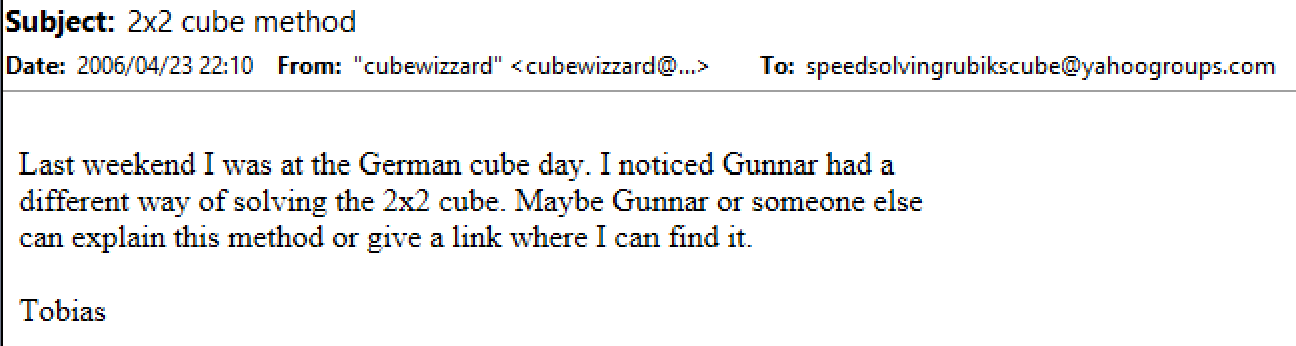 Subject: 2x2 cube method
Date: 2006/04/23 22:10 From: "cubewizzard" <cubewizzard@...> To: speedsolvingrubikscube@yahoogroups.com
Last weekend I was at the German cube day. I noticed Gunnar had a
different way of solving the 2x2 cube. Maybe Gunnar or someone else
can explain this method or give a link where I can find it.
Tobias